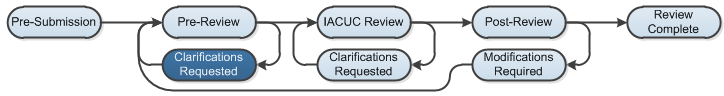 Pre-Submission
Pre-Review
IACUC Review
Post-Review
Review
Complete
Clarifications
Requested
Clarifications
Requested
Modifications
Required